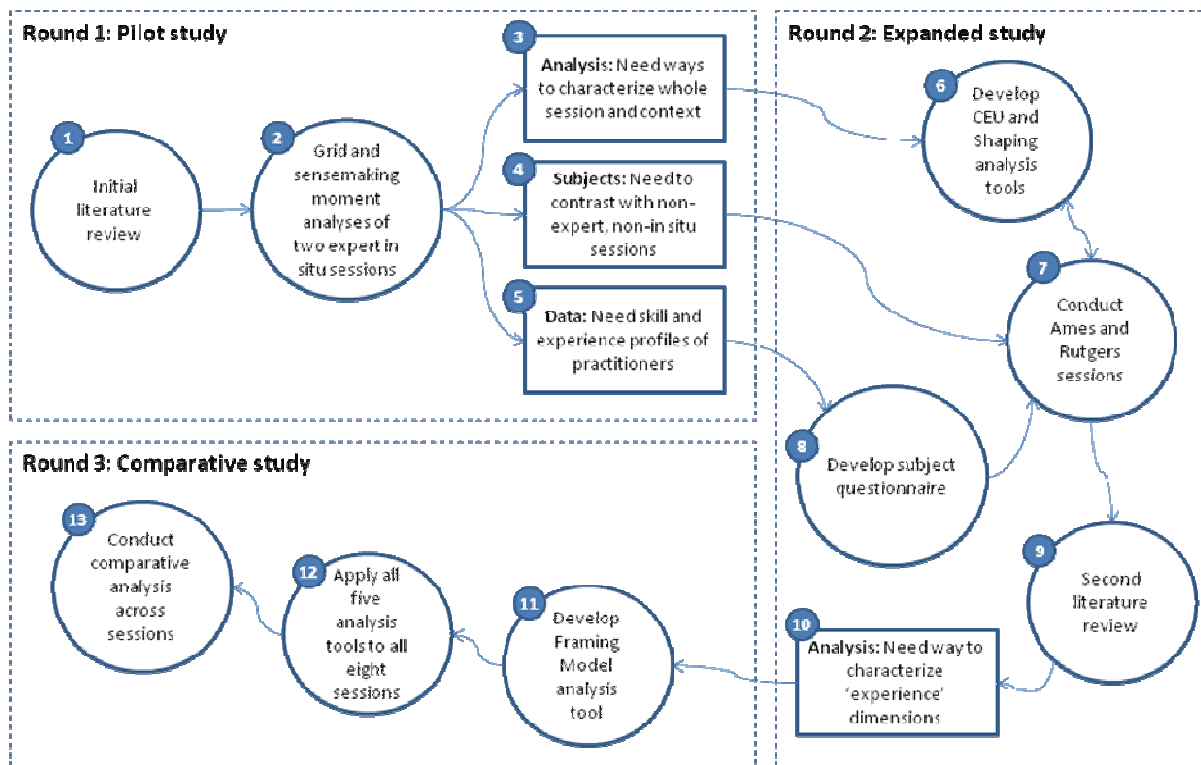 Round 1: Pilot study
1
Initial
literature
review
2
Grid and
sensemaking
moment
analyses of
two expert in
situ sessions
3
Analysis: Need ways
to characterize whole
session and context
4
Subjects: Need to
contrast with non-
expert, non-in situ
sessions
5
Data: Need skill and
experience profiles of
practitioners
Round 2: Expanded study
6
Develop
CEU and
Shaping
analysis
tools
7
Conduct
Ames and
Rutgers
sessions
8
Develop subject
questionnaire
9
Second
literature
review
10
Analysis: Need way to
characterize
'experience'
dimensions
Round 3: Comparative study
11
Develop
Framing
Model
analysis
tool
12
Apply all
five
analysis
tools to all
eight
sessions
13
Conduct
comparative
analysis
across
sessions